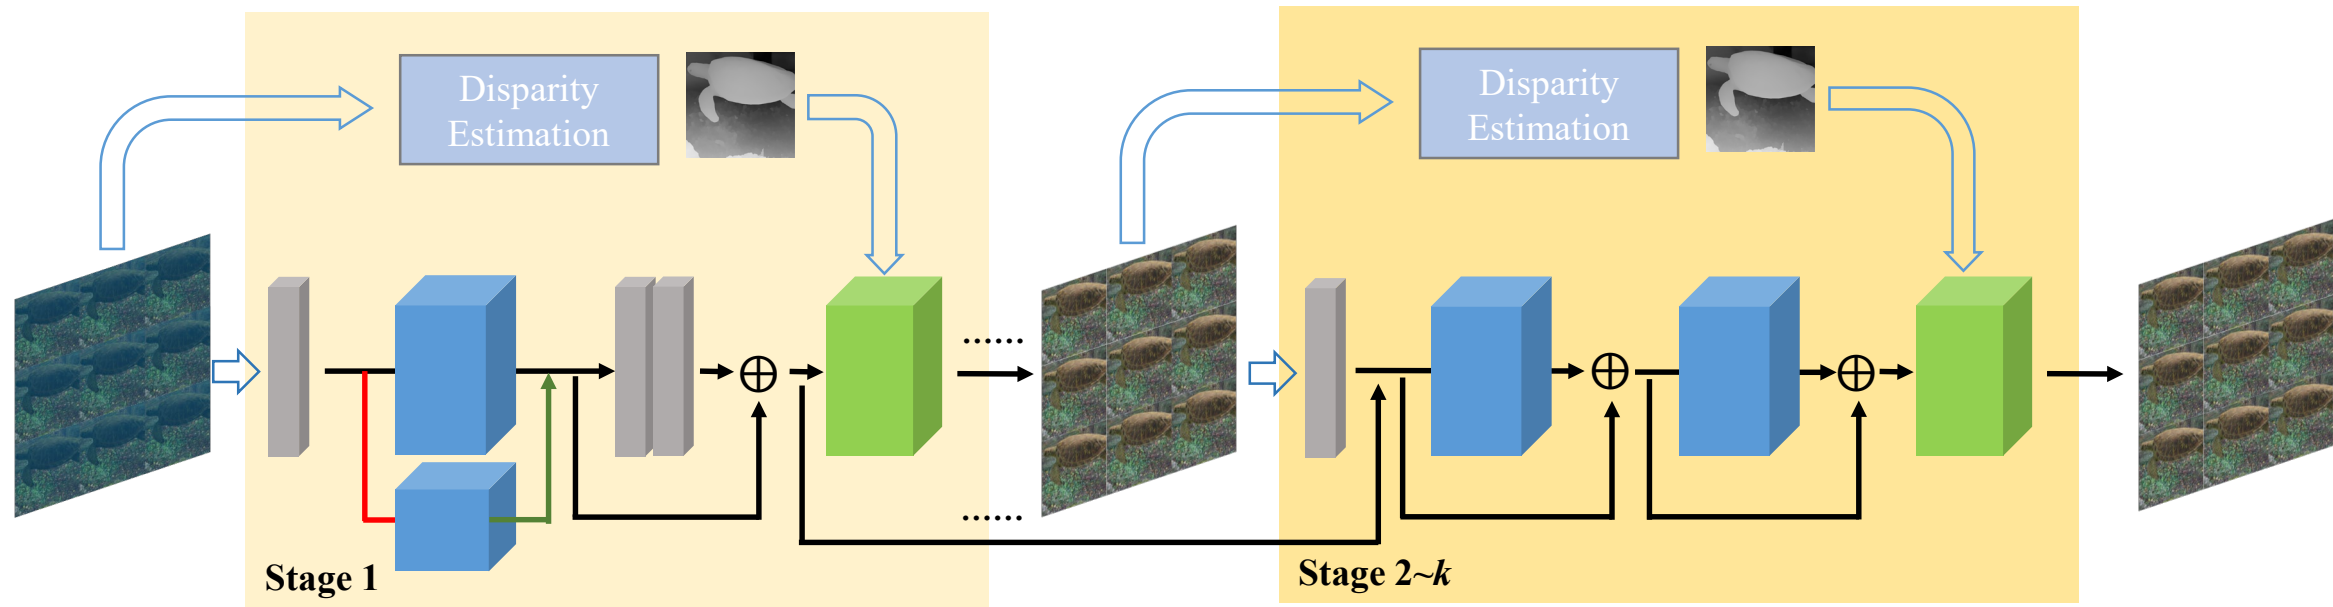 Disparity
Estimation
Disparity
Estimation
......
......
Stage 1
Stage 2~k